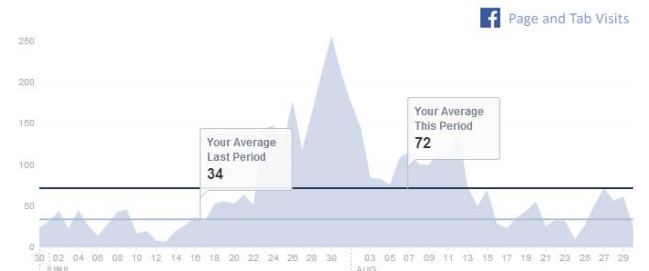 Page and Tab Visits
250
200
150
100
50
0
Your Average
Last Period
34
Your Average
This Period
72
30 02 04 06 08 10 12 14 16 18 20 22 24 26 28 30 03 05 07 09 11 13 15 17 19 21 23 25 27 29
AUG